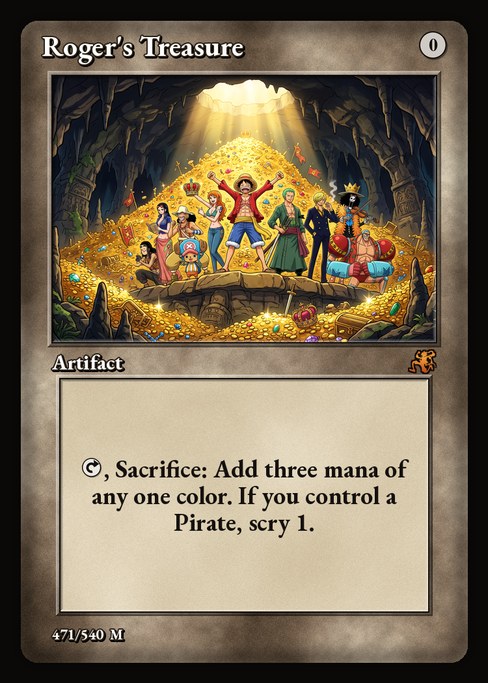 Roger's Treasure 0
Artifact
, Sacrifice: Add three mana of
any one color. If you control a
Pirate, scry 1.
471/540 M